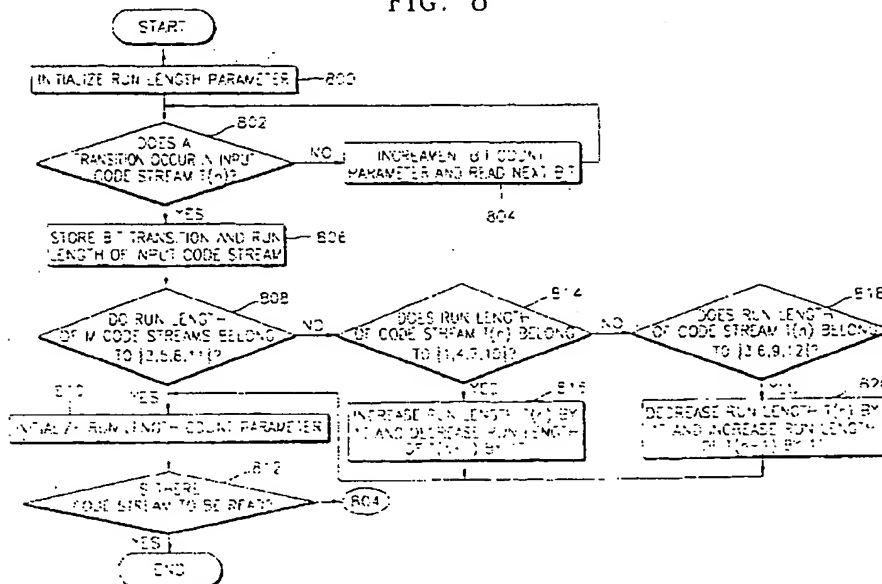 FIG. 8
START
INITIALIZE RUN LENGTH PARAMETER
800
802
DOES A
TRANSITION OCCUR IN INPUT
CODE STREAM T(n)?
NO
INCREAMENT BIT COUNT
PARAMETER AND READ NEXT BIT
804
YES
STORE BIT TRANSITION AND RUN
LENGTH OF INPUT CODE STREAM
806
808
DO RUN LENGTH
OF M CODE STREAMS BELONG
TO {2,5,8,11}?
NO
814
DOES RUN LENGTH
OF CODE STREAM T(n) BELONG
TO {1,4,7,10}?
NO
818
DOES RUN LENGTH
OF CODE STREAM T(n) BELONG
TO {3,6,9,12}?
810
YES
INITIALIZE RUN LENGTH COUNT PARAMETER
YES
816
INCREASE RUN LENGTH T(n) BY
AND DECREASE RUN LENGTH
OF BY
YES
820
DECREASE RUN LENGTH T(n) BY
AND INCREASE RUN LENGTH
OF T(n-1) BY
812
IS THERE
CODE STREAM TO BE READ?
804
YES
END